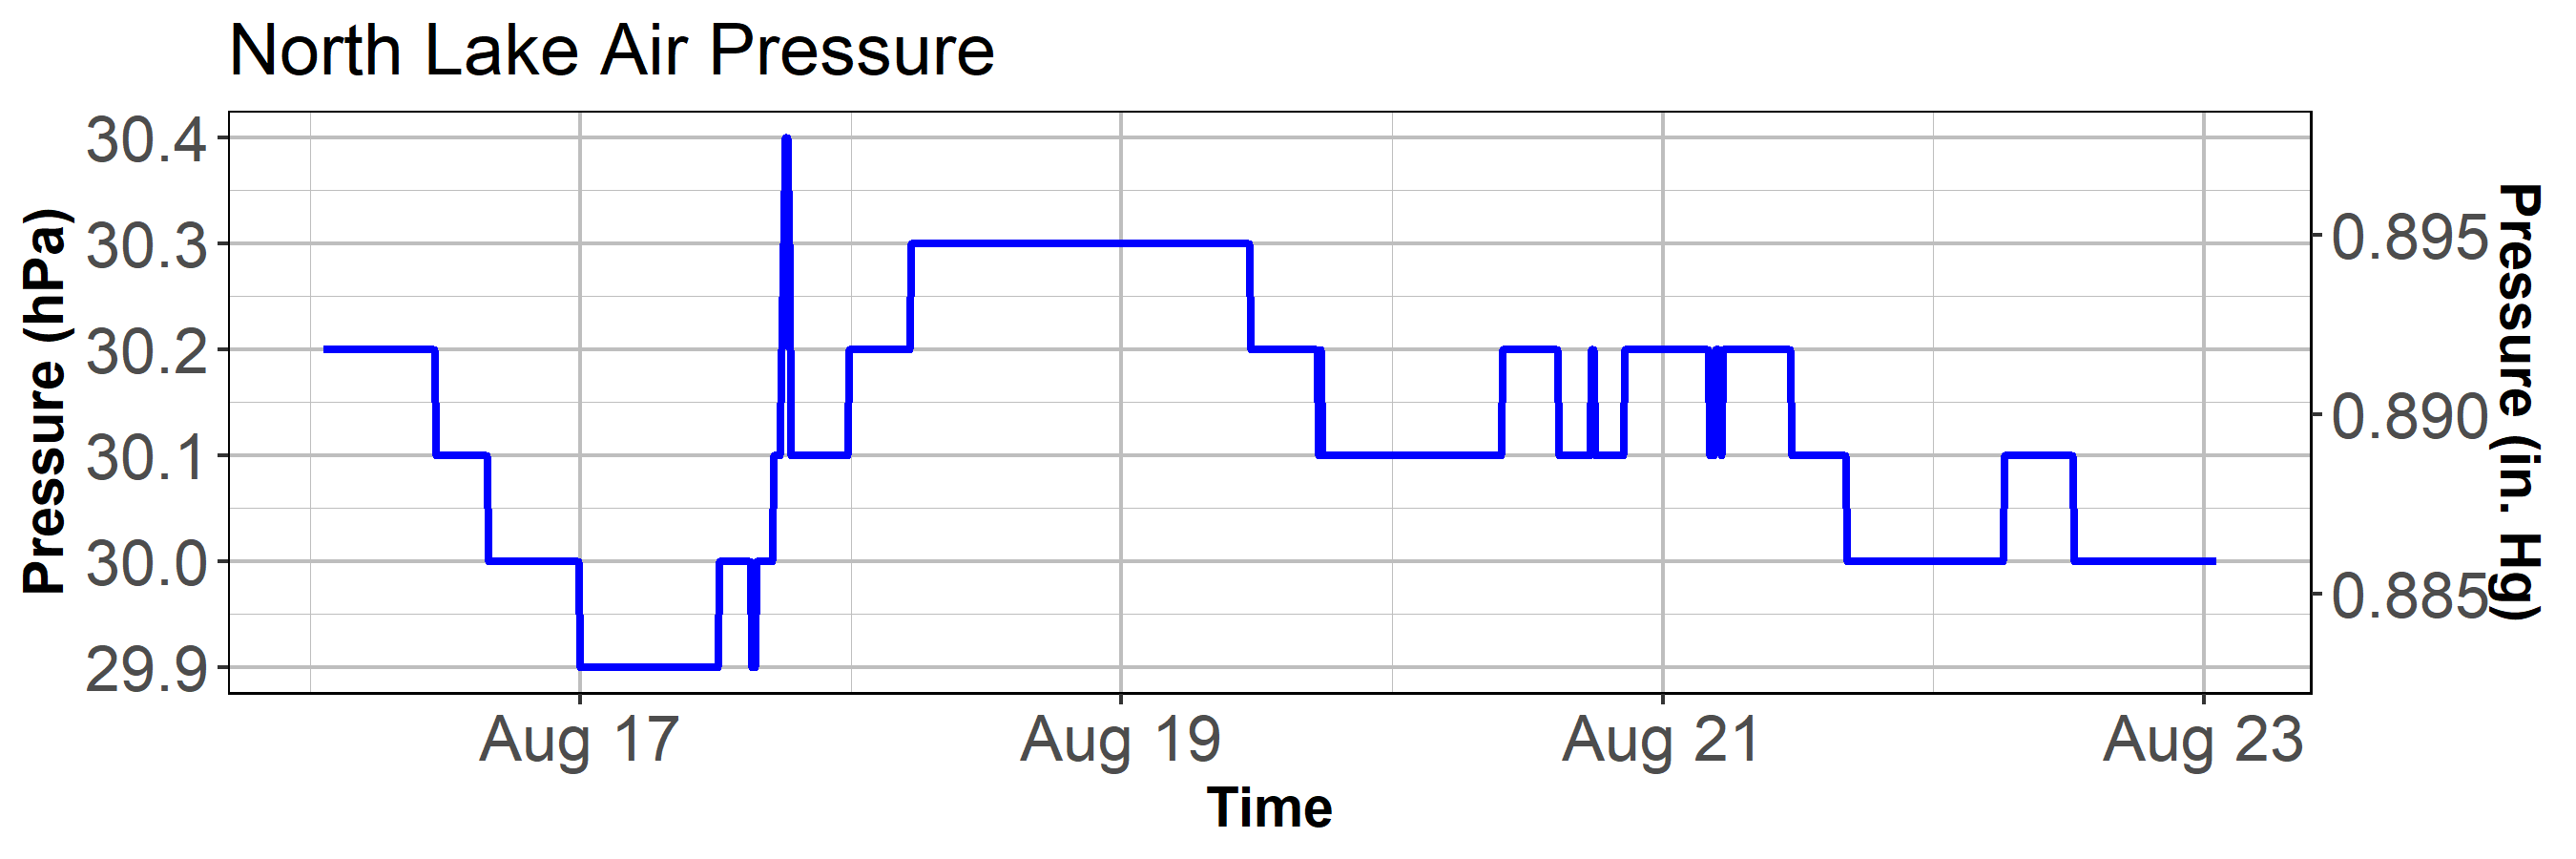 North Lake Air Pressure
30.4
30.3
30.2
30.1
30.0
29.9
Pressure (hPa)
0.895
0.890
0.885
Pressure (in. Hg)
Aug 17
Aug 19
Aug 21
Aug 23
Time